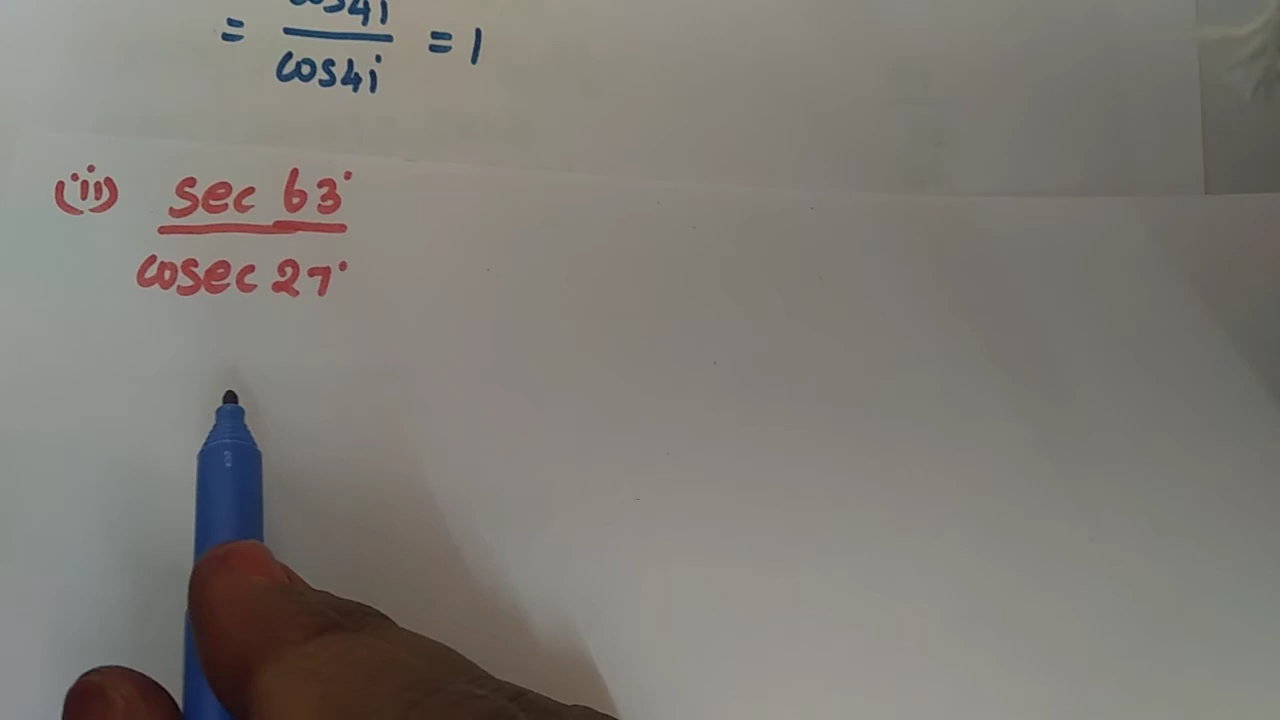 = cos41 / cos41 = 1
(ii) sec 63°
cosec 27°